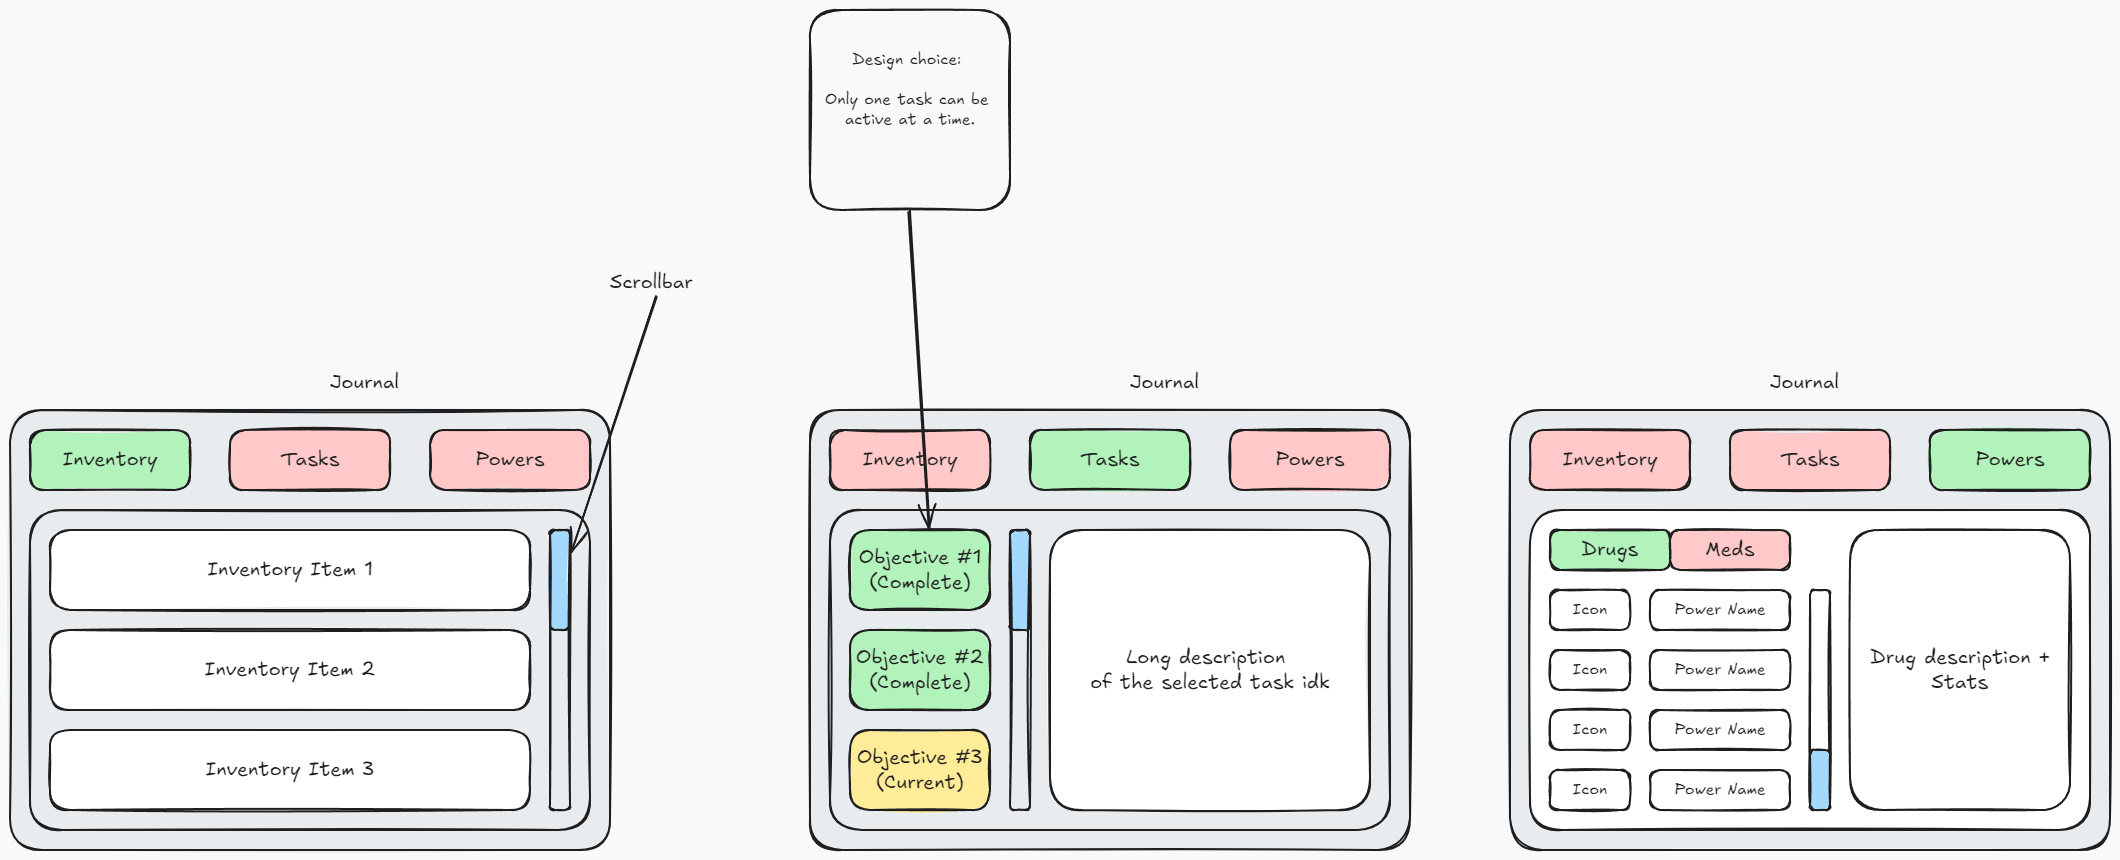 Design choice:
Only one task can be
active at a time.
Scrollbar
Journal
Inventory
Tasks
Powers
Inventory Item 1
Inventory Item 2
Inventory Item 3
Journal
Inventory
Tasks
Powers
Objective #1
(Complete)
Objective #2
(Complete)
Objective #3
(Current)
Long description
of the selected task idk
Journal
Inventory
Tasks
Powers
Drugs
Meds
Icon
Power Name
Icon
Power Name
Icon
Power Name
Icon
Power Name
Drug description +
Stats